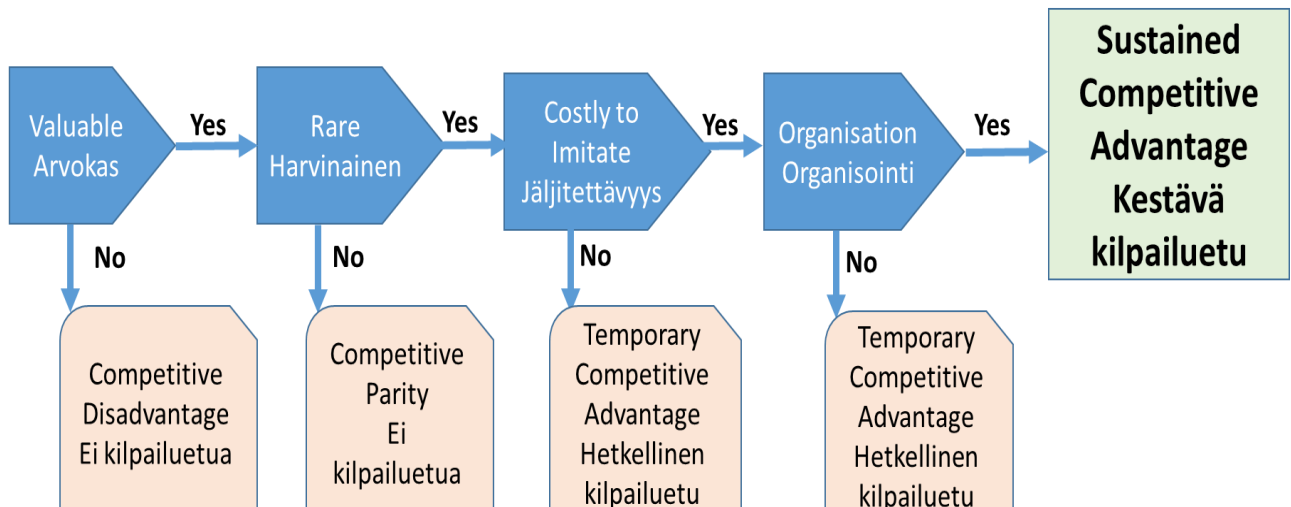 Valuable
Arvokas
Yes
Rare
Harvinainen
Yes
Costly to
Imitate
Jäljitettävyys
Yes
Organisation
Organisointi
Yes
Sustained
Competitive
Advantage
Kestävä
kilpailuetu
No
No
No
No
Competitive
Disadvantage
Ei kilpailuetua
Competitive
Parity
Ei
kilpailuetua
Temporary
Competitive
Advantage
Hetkellinen
kilpailuetu
Temporary
Competitive
Advantage
Hetkellinen
kilpailuetu